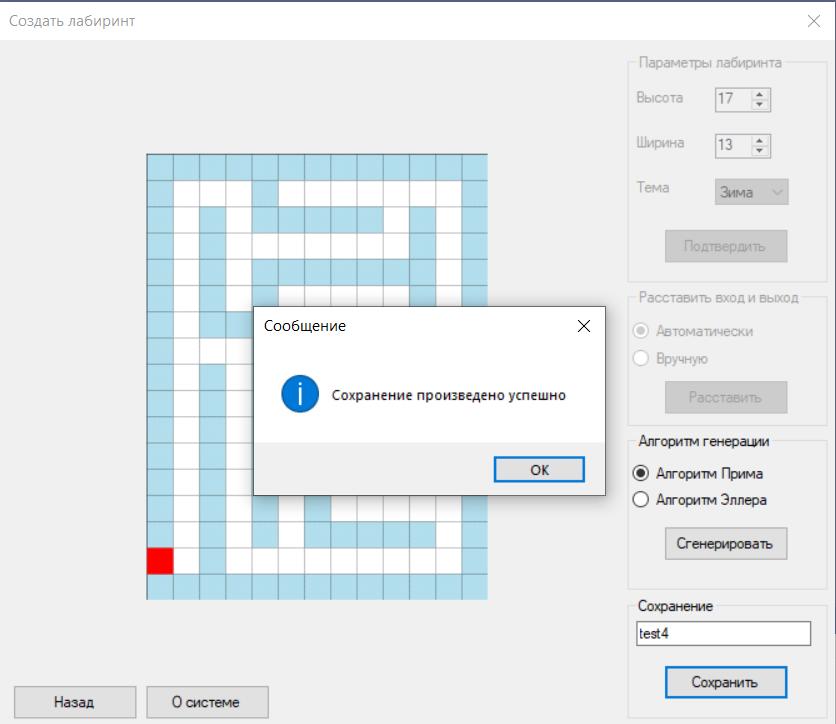 Создать лабиринт
Параметры лабиринта
Высота
17
Ширина
13
Тема
Зима
Подтвердить
Расставить вход и выход
Автоматически
Вручную
Расставить
Сообщение
Сохранение произведено успешно
OK
Алгоритм генерации
Алгоритм Прима
Алгоритм Эллера
Сгенерировать
Сохранение
test4
Сохранить
Назад
О системе